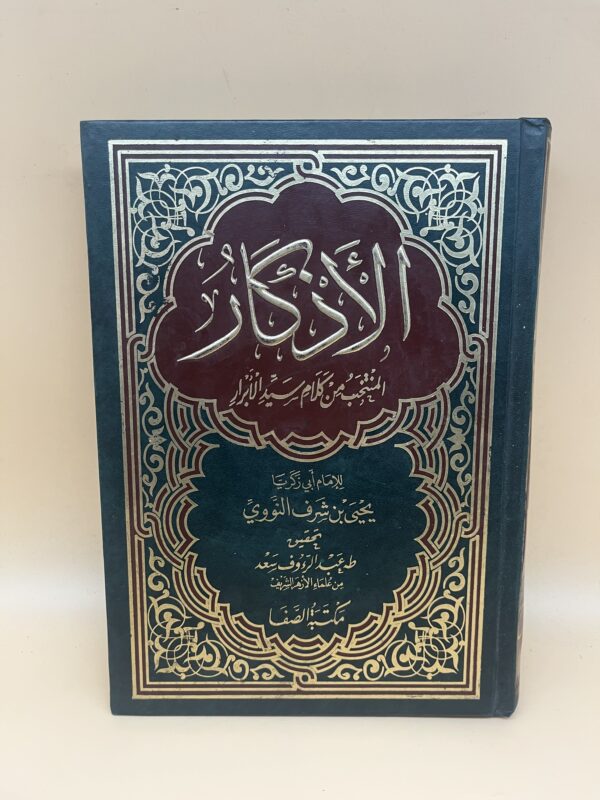 الأذكار
المنتخب من كلام سيد الأبرار
للإمام أبي زكريا
يحيى بن شرف النووي
تحقيق
طه عبد الرؤوف سعد
من علماء الأزهر الشريف
مكتبة الصفا